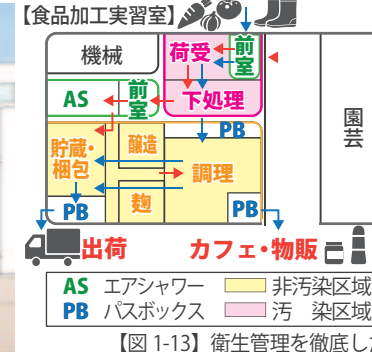 【食品加工実習室】
機械
荷受
前室
AS
前室
下処理
園芸
PB
貯蔵・
梱包
醸造
調理
麹
PB
PB
出荷
カフェ・物販
AS エアシャワー 非汚染区域
PB パスボックス 汚 染区域
【図 1-13】衛生管理を徹底し